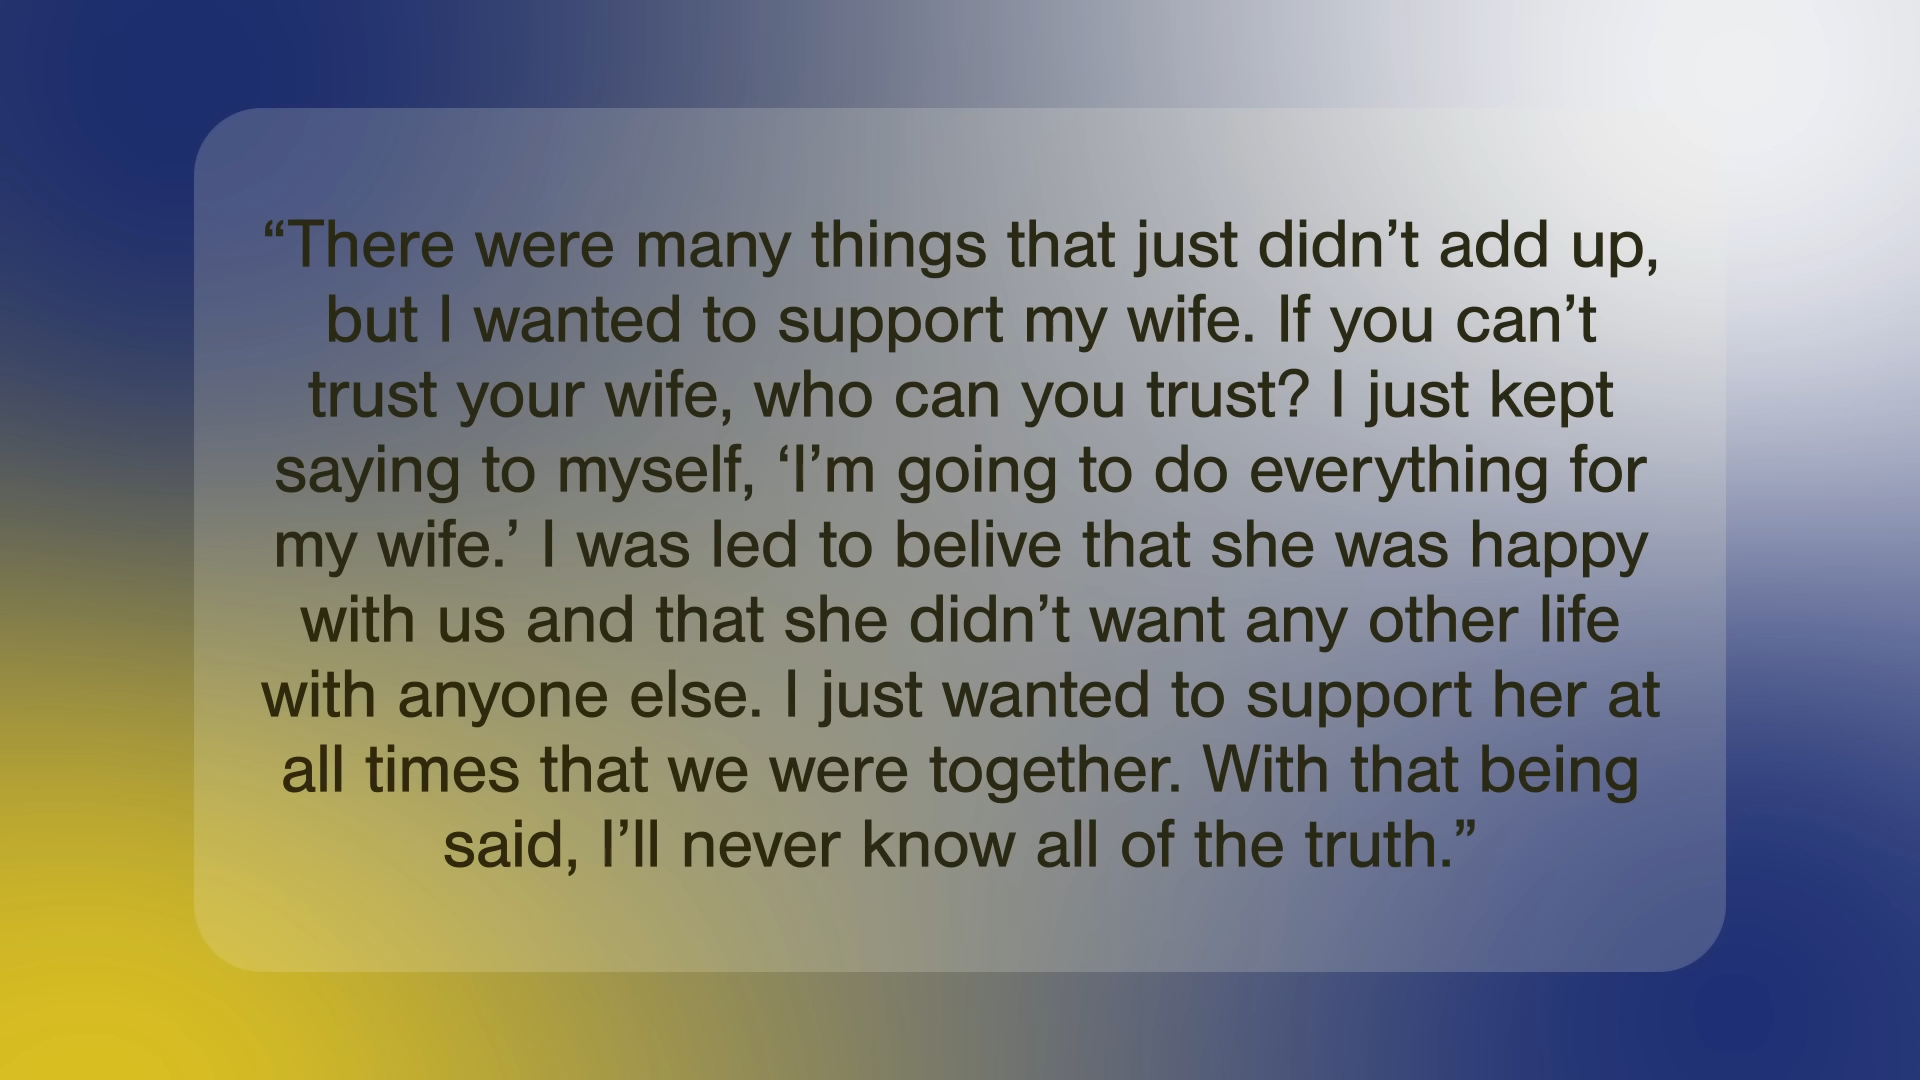 “There were many things that just didn’t add up,
but I wanted to support my wife. If you can’t
trust your wife, who can you trust? I just kept
saying to myself, ‘I’m going to do everything for
my wife.’ I was led to belive that she was happy
with us and that she didn’t want any other life
with anyone else. I just wanted to support her at
all times that we were together. With that being
said, I’ll never know all of the truth.”